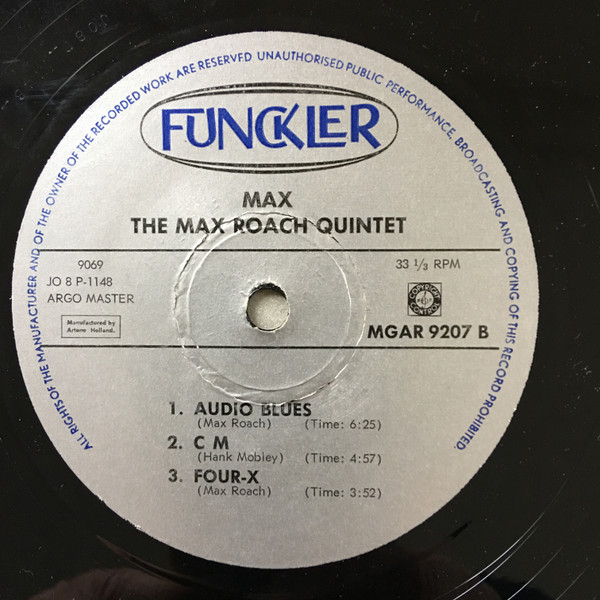 ALL RIGHTS OF THE MANUFACTURER AND OF THE OWNER OF THE RECORDED WORK ARE RESERVED UNAUTHORISED PUBLIC PERFORMANCE, BROADCASTING AND COPYING OF THIS RECORD PROHIBITED.
FUNCKLER
MAX
THE MAX ROACH QUINTET
9069
33 1/3 RPM
JO 8 P-1148
ARGO MASTER
COPYRIGHT
CONTROL
Manufactured by
Artone Holland.
MGAR 9207 B
1. AUDIO BLUES
(Max Roach) (Time: 6:25)
2. C M
(Hank Mobley) (Time: 4:57)
3. FOUR-X
(Max Roach) (Time: 3:52)